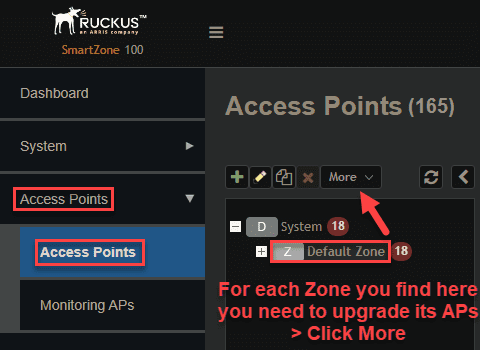 RUCKUS™
an ARRIS company
SmartZone 100
Dashboard
System
Access Points
Access Points
Monitoring APs
Access Points (165)
More
D System 18
Z Default Zone 18
For each Zone you find here
you need to upgrade its APs
> Click More